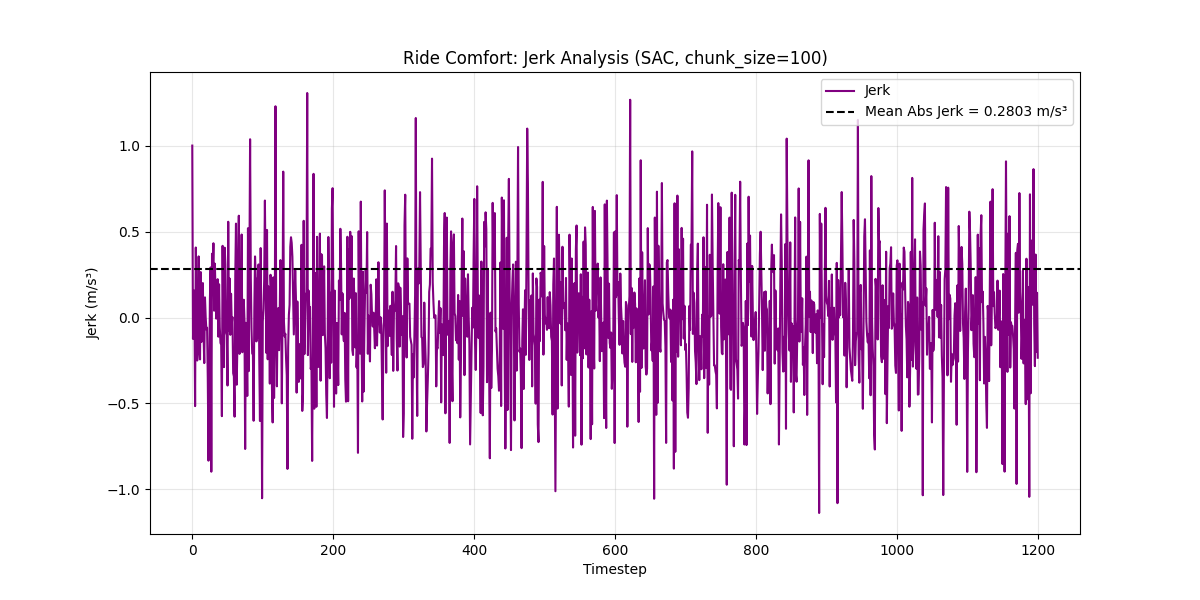 Ride Comfort: Jerk Analysis (SAC, chunk_size=100)
Jerk
Mean Abs Jerk = 0.2803 m/s³
Jerk (m/s³)
1.0
0.5
0.0
−0.5
−1.0
0 200 400 600 800 1000 1200
Timestep